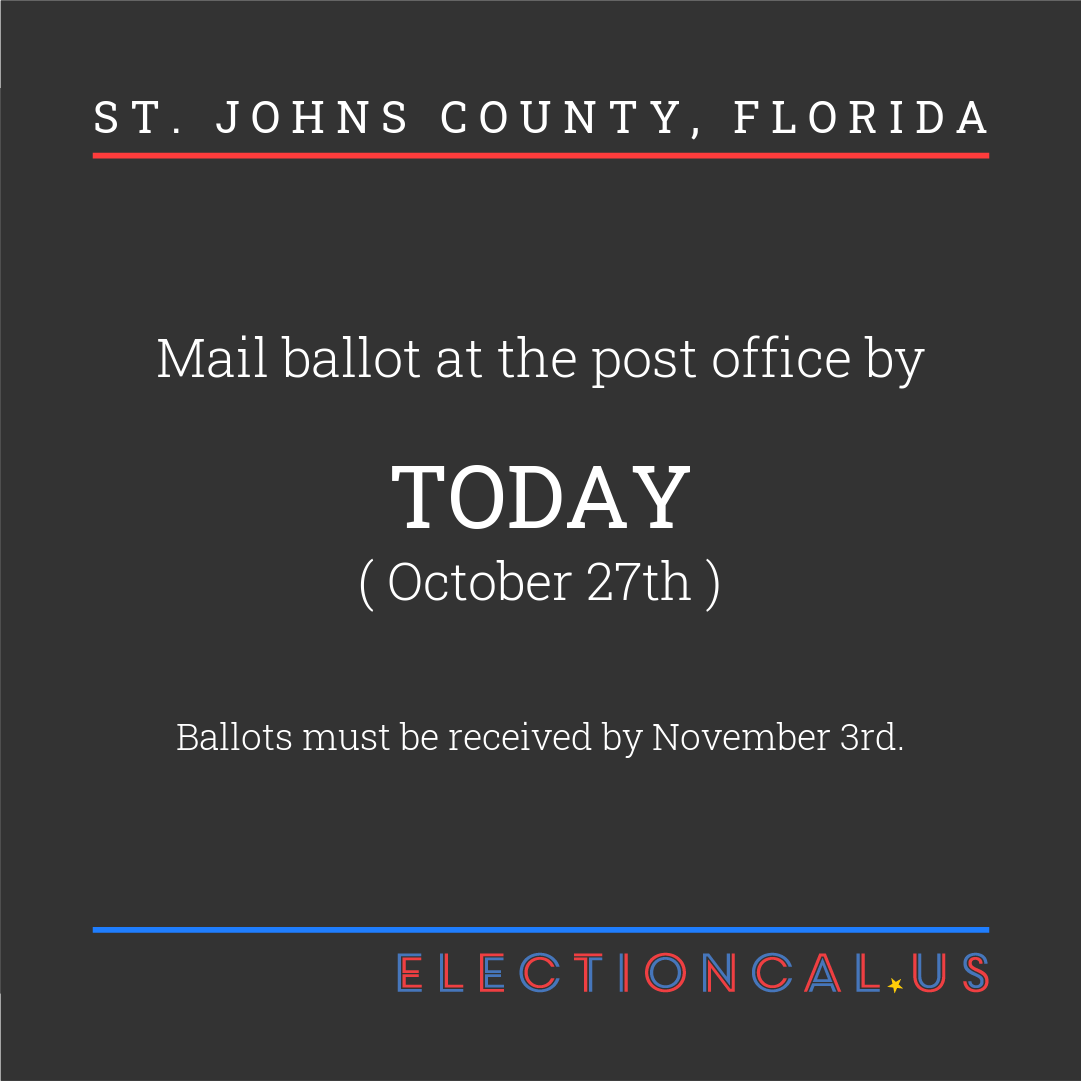 ST. JOHNS COUNTY, FLORIDA
Mail ballot at the post office by
TODAY
( October 27th )
Ballots must be received by November 3rd.
ELECTIONCAL.US